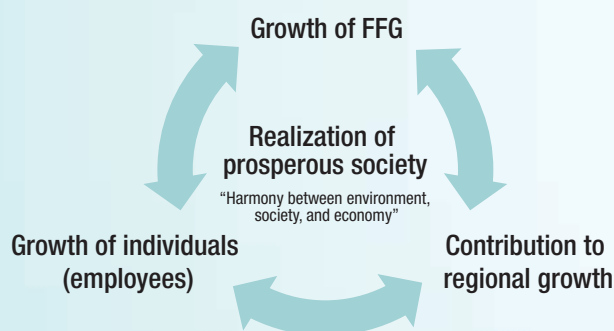 Growth of FFG
Realization of
prosperous society
“Harmony between environment,
society, and economy”
Growth of individuals
(employees)
Contribution to
regional growth